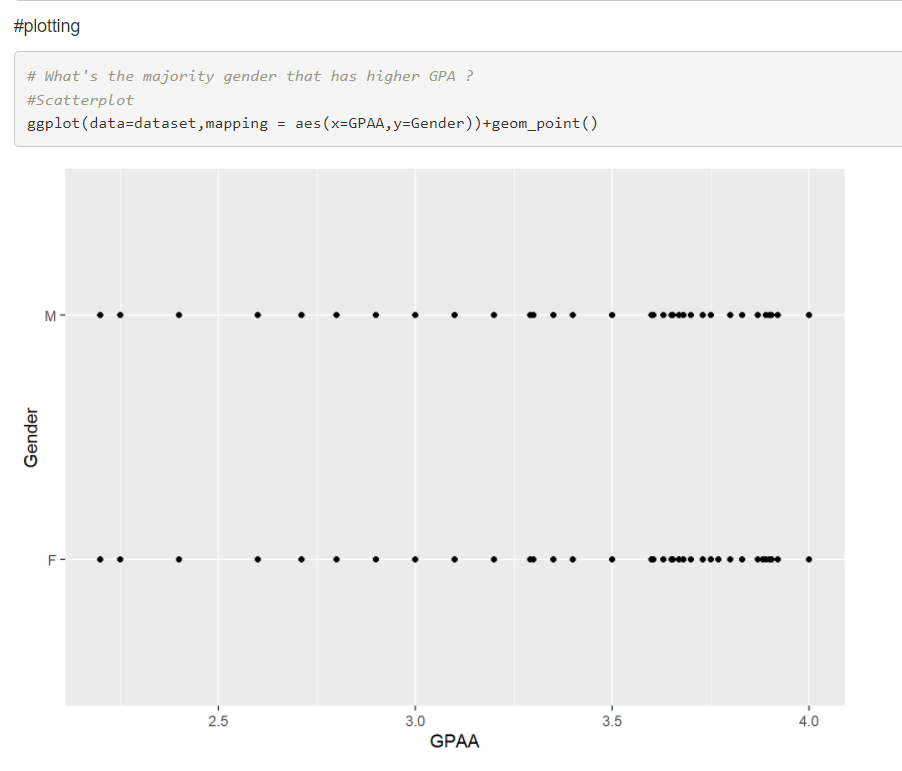 #plotting
# What's the majority gender that has higher GPA ?
#Scatterplot
ggplot(data=dataset,mapping = aes(x=GPAA,y=Gender))+geom_point()
M
Gender
F
2.5 3.0 3.5 4.0
GPAA